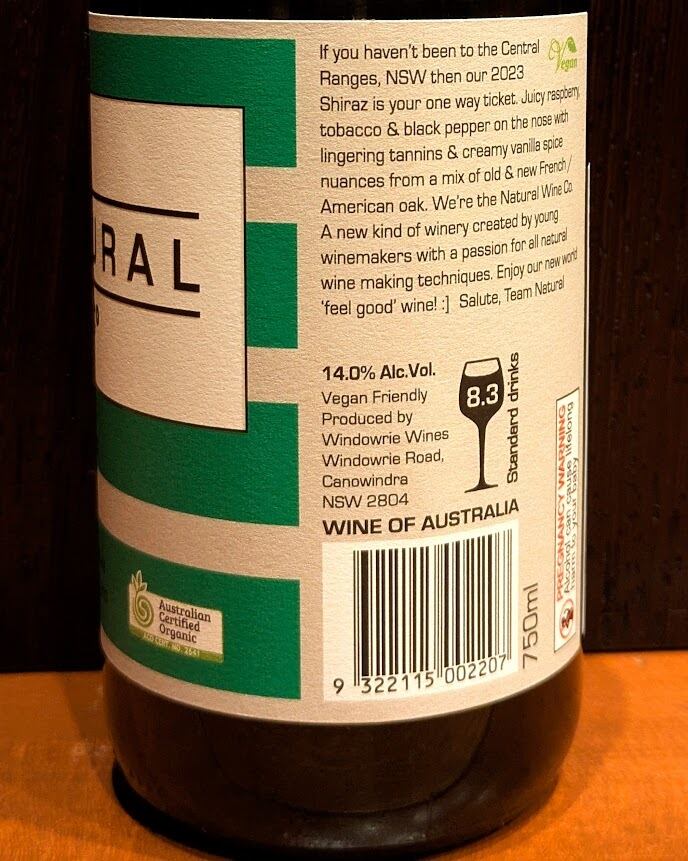 If you haven't been to the Central
Ranges, NSW then our 2023
Shiraz is your one way ticket. Juicy raspberry,
tobacco & black pepper on the nose with
lingering tannins & creamy vanilla spice
nuances from a mix of old & new French /
American oak. We're the Natural Wine Co.
A new kind of winery created by young
winemakers with a passion for all natural
wine making techniques. Enjoy our new world
'feel good' wine! :] Salute, Team Natural
Vegan
URAL
14.0% Alc.Vol.
Vegan Friendly
Produced by
Windowrie Wines
Windowrie Road,
Canowindra
NSW 2804
8.3
Standard drinks
WINE OF AUSTRALIA
9 322115 002207
750ml
PREGNANCY WARNING
Alcohol can cause lifelong
harm to your baby
Australian
Certified
Organic
ACO CERT. NO. 2641